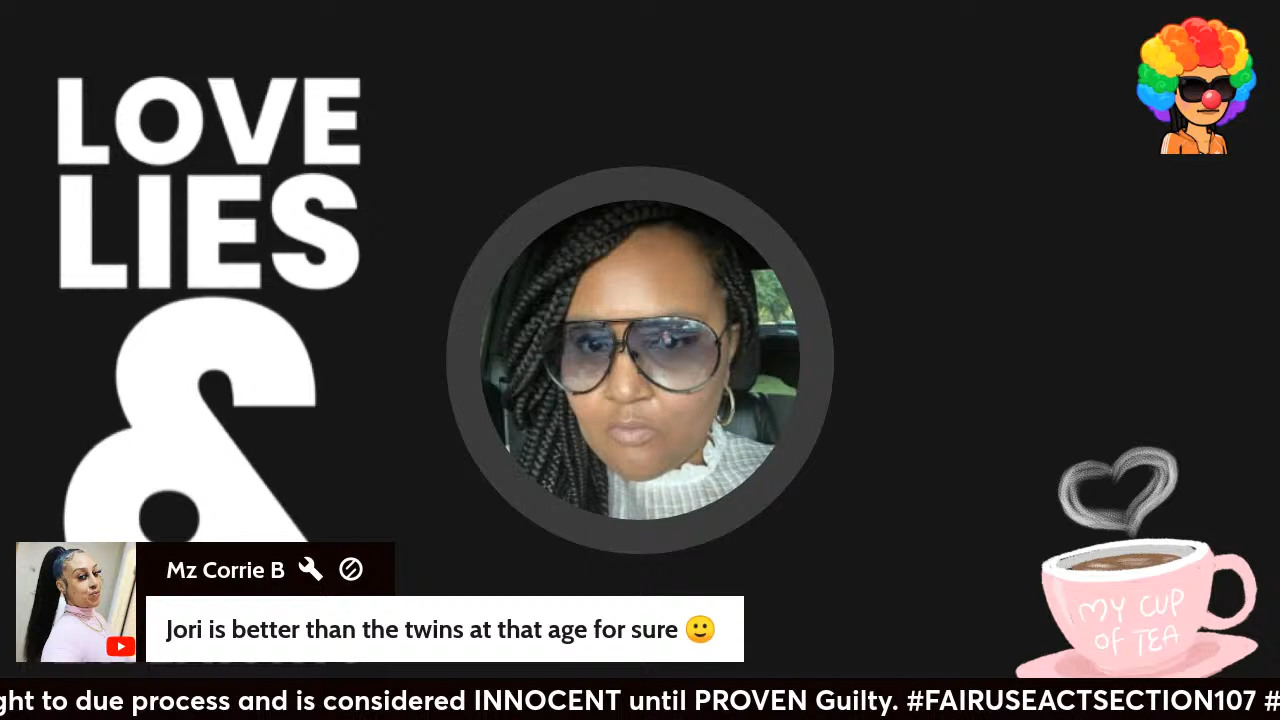 LOVE
LIES
&
MY CUP
OF TEA
Mz Corrie B
Jori is better than the twins at that age for sure 🙂
ght to due process and is considered INNOCENT until PROVEN Guilty. #FAIRUSEACTSECTION107 #